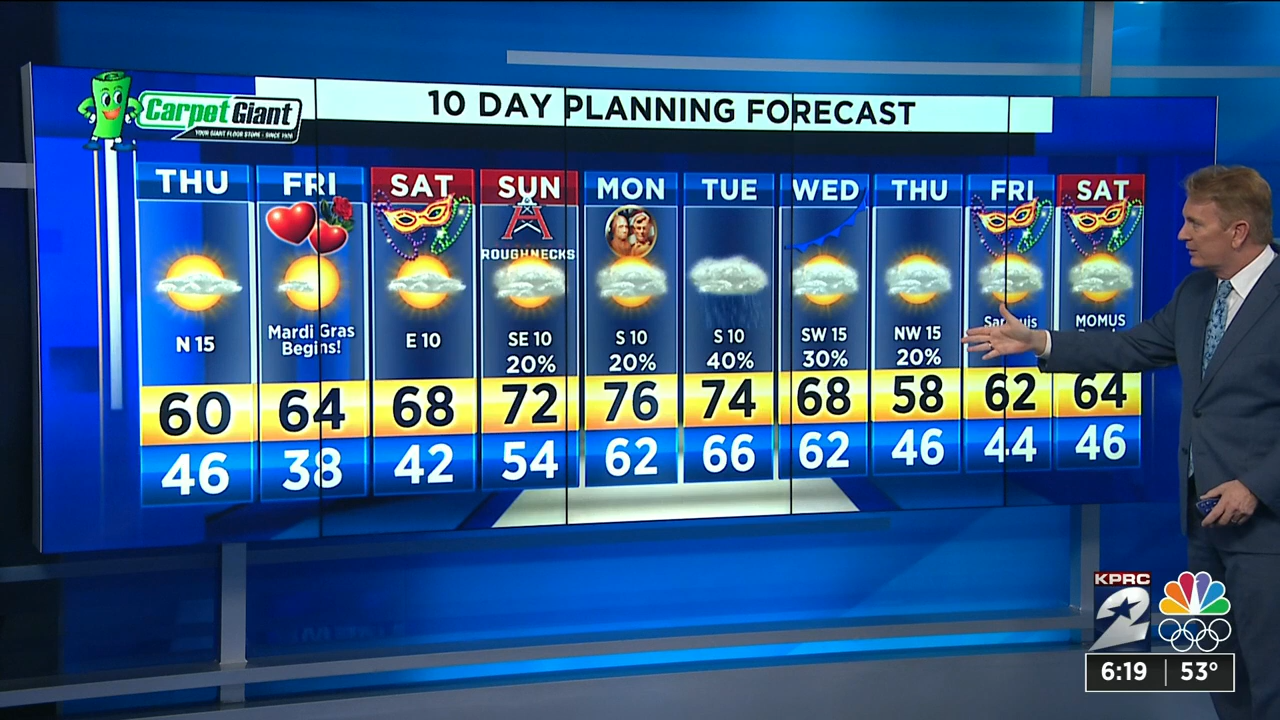 Carpet Giant
YOUR GIANT FLOOR STORE • SINCE 1926
10 DAY PLANNING FORECAST
THU FRI SAT SUN MON TUE WED THU FRI SAT
ROUGHNECKS
N 15
Mardi Gras
Begins!
E 10
SE 10
20%
S 10
20%
S 10
40%
SW 15
30%
NW 15
20%
MOMUS
60 64 68 72 76 74 68 58 62 64
46 38 42 54 62 66 62 46 44 46
KPRC
2
6:19 53°